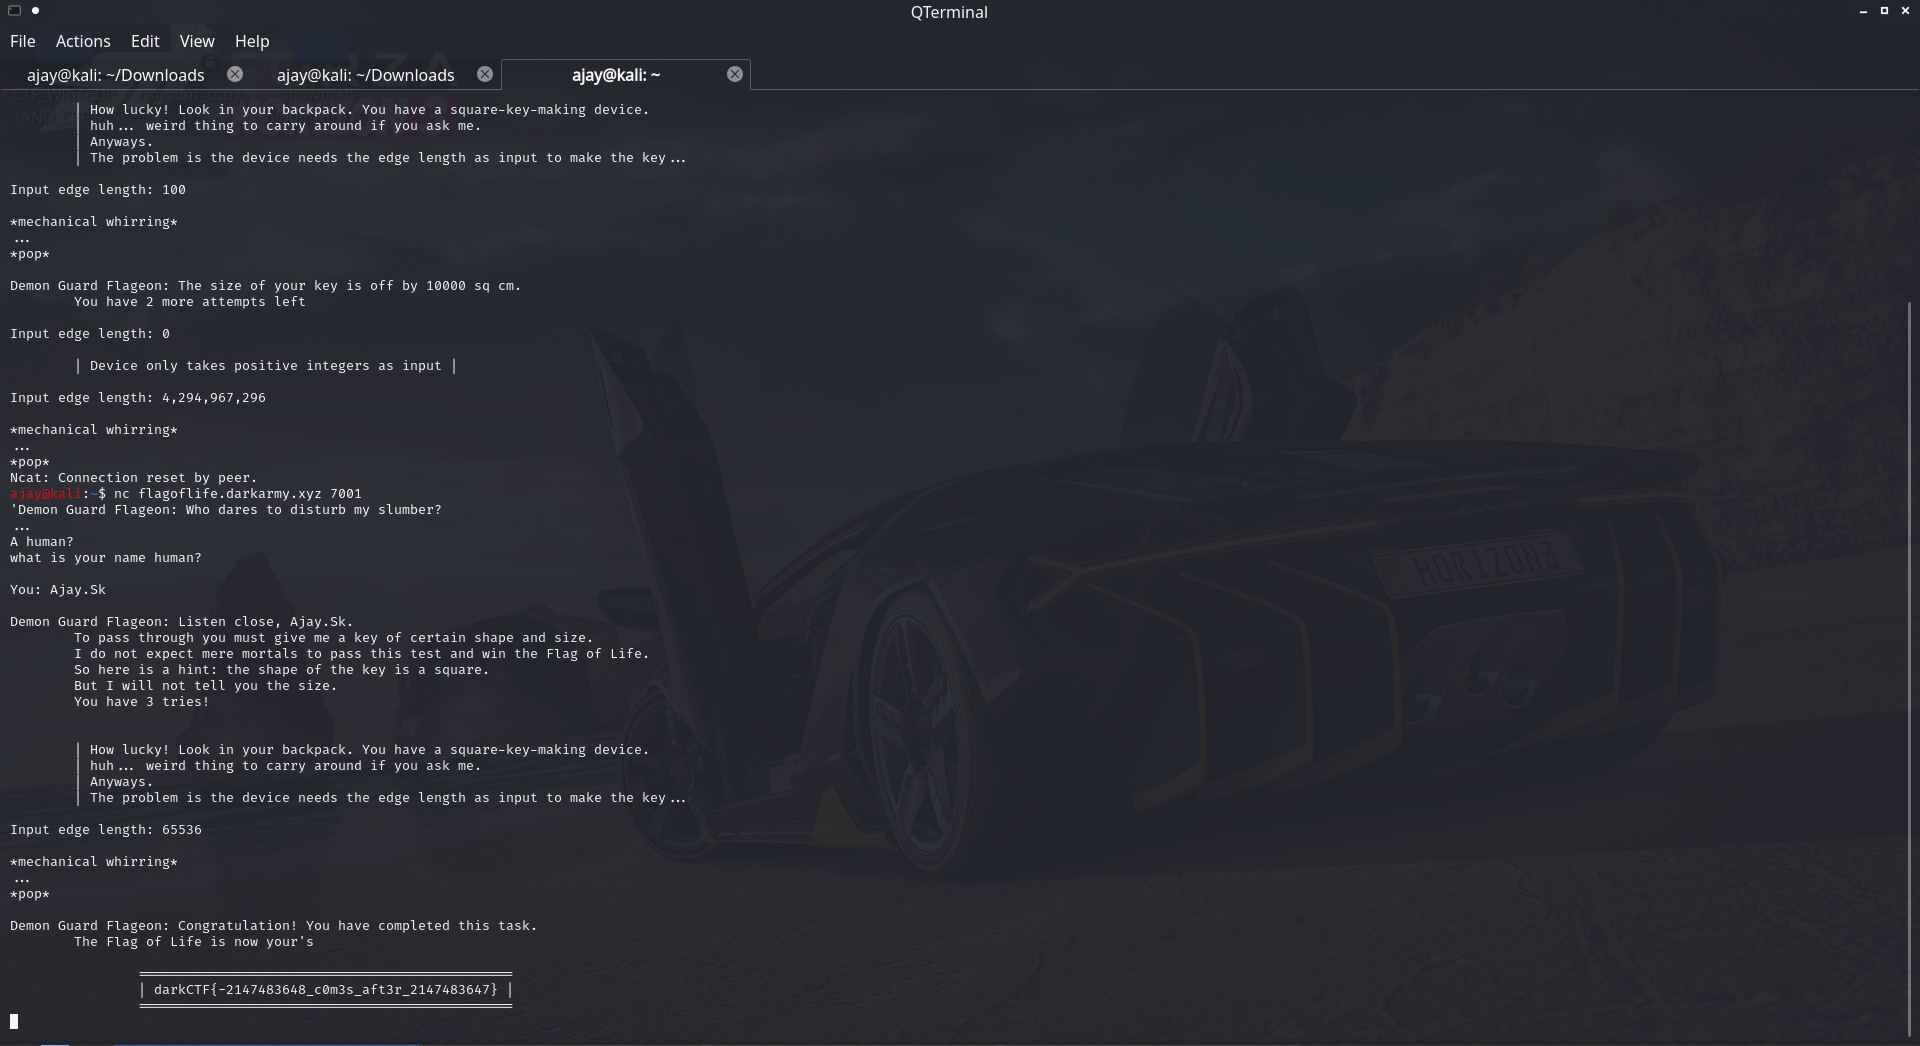 QTerminal
File Actions Edit View Help
ajay@kali: ~/Downloads ajay@kali: ~/Downloads ajay@kali: ~
| How lucky! Look in your backpack. You have a square-key-making device.
| huh... weird thing to carry around if you ask me.
| Anyways.
| The problem is the device needs the edge length as input to make the key...
Input edge length: 100
*mechanical whirring*
...
*pop*
Demon Guard Flageon: The size of your key is off by 10000 sq cm.
You have 2 more attempts left
Input edge length: 0
| Device only takes positive integers as input |
Input edge length: 4,294,967,296
*mechanical whirring*
...
*pop*
Ncat: Connection reset by peer.
ajay@kali:~$ nc flagoflife.darkarmy.xyz 7001
'Demon Guard Flageon: Who dares to disturb my slumber?
...
A human?
what is your name human?
You: Ajay.Sk
Demon Guard Flageon: Listen close, Ajay.Sk.
To pass through you must give me a key of certain shape and size.
I do not expect mere mortals to pass this test and win the Flag of Life.
So here is a hint: the shape of the key is a square.
But I will not tell you the size.
You have 3 tries!
| How lucky! Look in your backpack. You have a square-key-making device.
| huh... weird thing to carry around if you ask me.
| Anyways.
| The problem is the device needs the edge length as input to make the key...
Input edge length: 65536
*mechanical whirring*
...
*pop*
Demon Guard Flageon: Congratulation! You have completed this task.
The Flag of Life is now your's
| darkCTF{-2147483648_c0m3s_aft3r_2147483647} |
HORIZON3